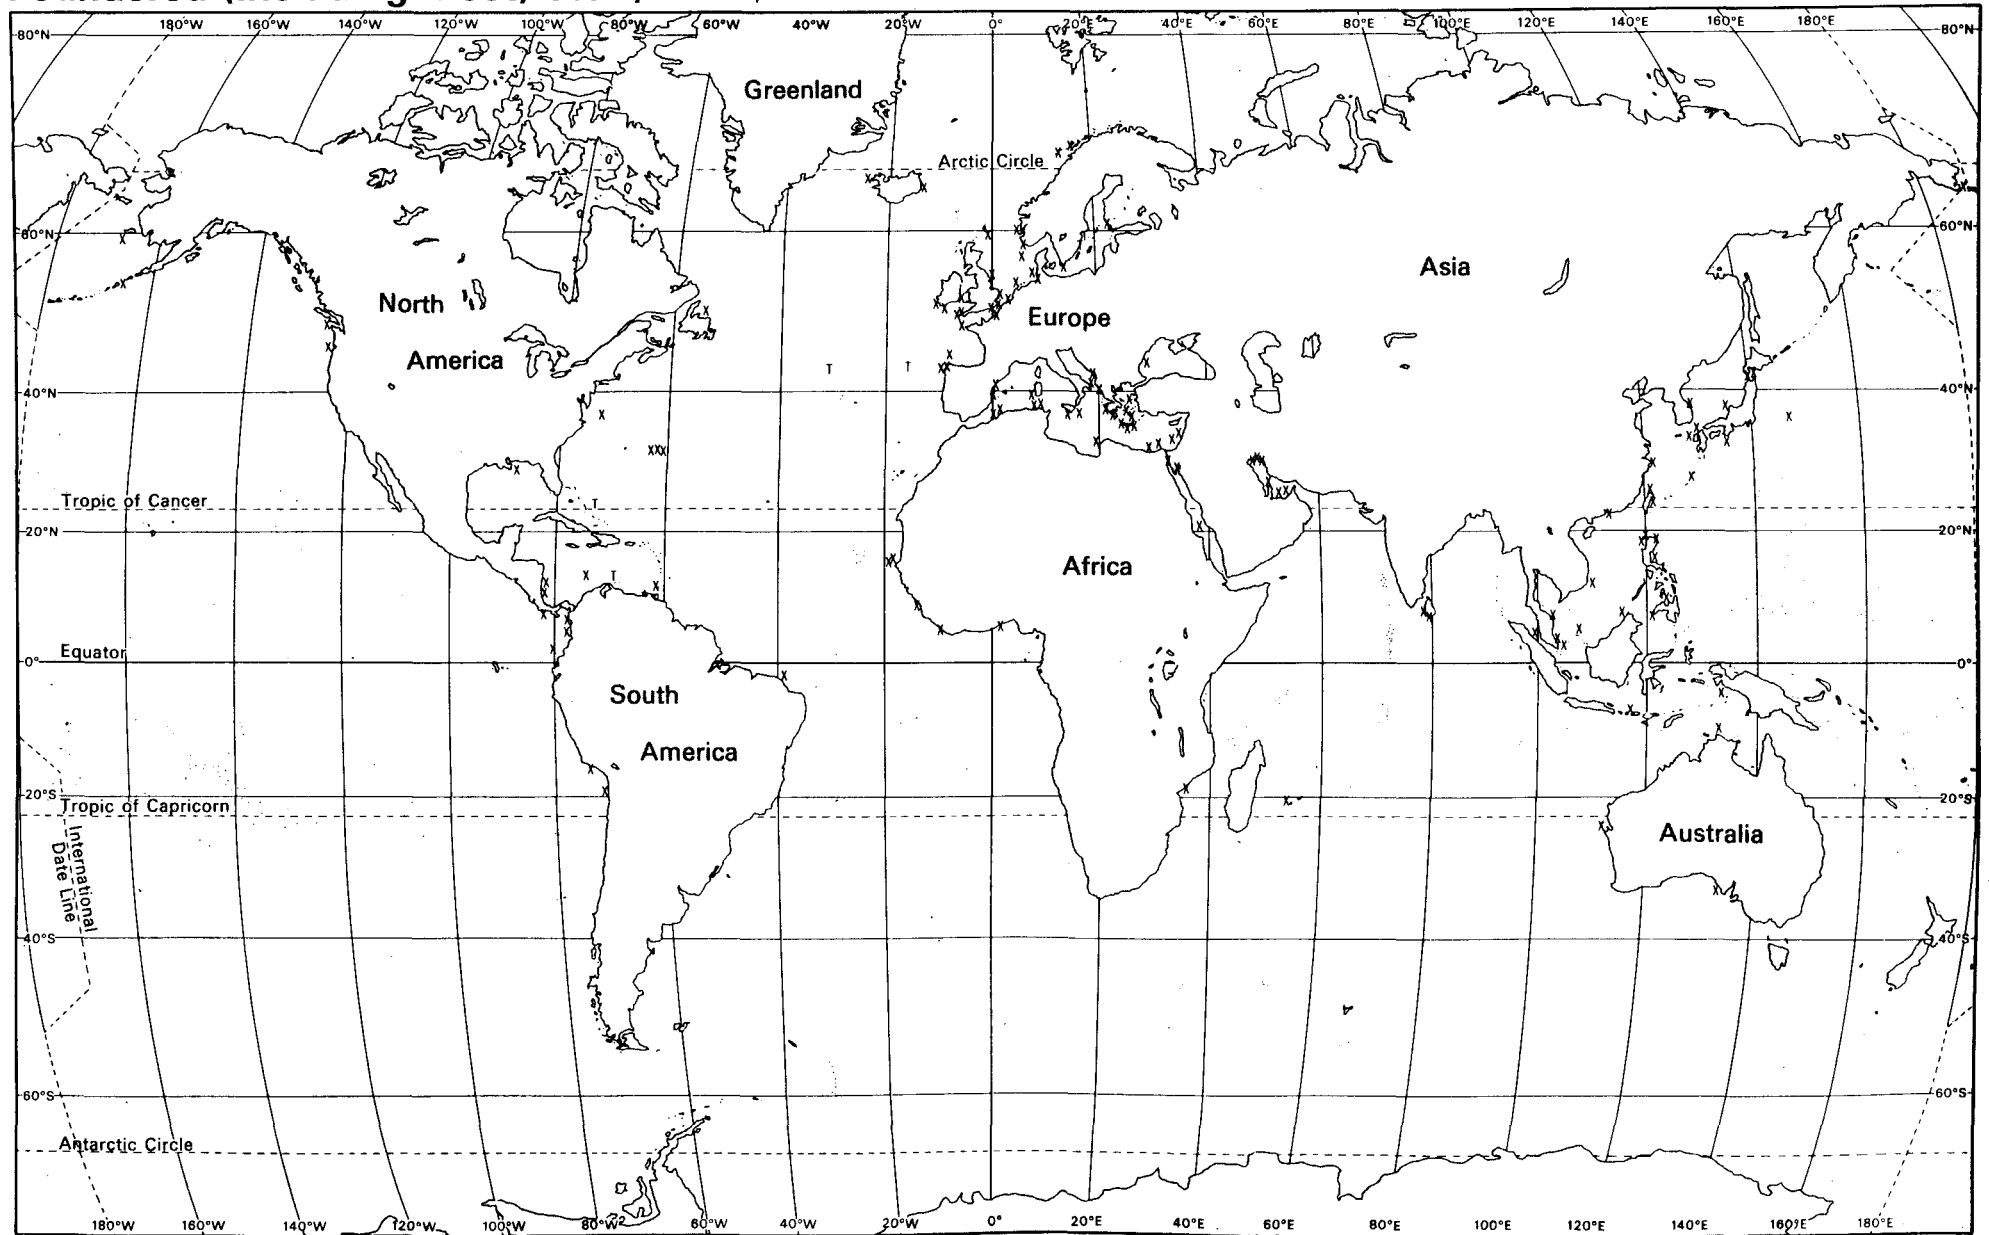 180°W 160°W 140°W 120°W 100°W 80°W 60°W 40°W 20°W 0° 20°E 40°E 60°E 80°E 100°E 120°E 140°E 160°E 180°E
80°N 80°N
Greenland
Arctic Circle
60°N 60°N
Asia
North
Europe
America
T T
40°N 40°N
Tropic of Cancer
T
20°N 20°N
Africa
T
Equator
0° 0°
South
America
20°S 20°S
Tropic of Capricorn
International
Date Line
Australia
40°S 40°S
60°S 60°S
Antarctic Circle
180°W 160°W 140°W 120°W 100°W 80°W 60°W 40°W 20°W 0° 20°E 40°E 60°E 80°E 100°E 120°E 140°E 160°E 180°E